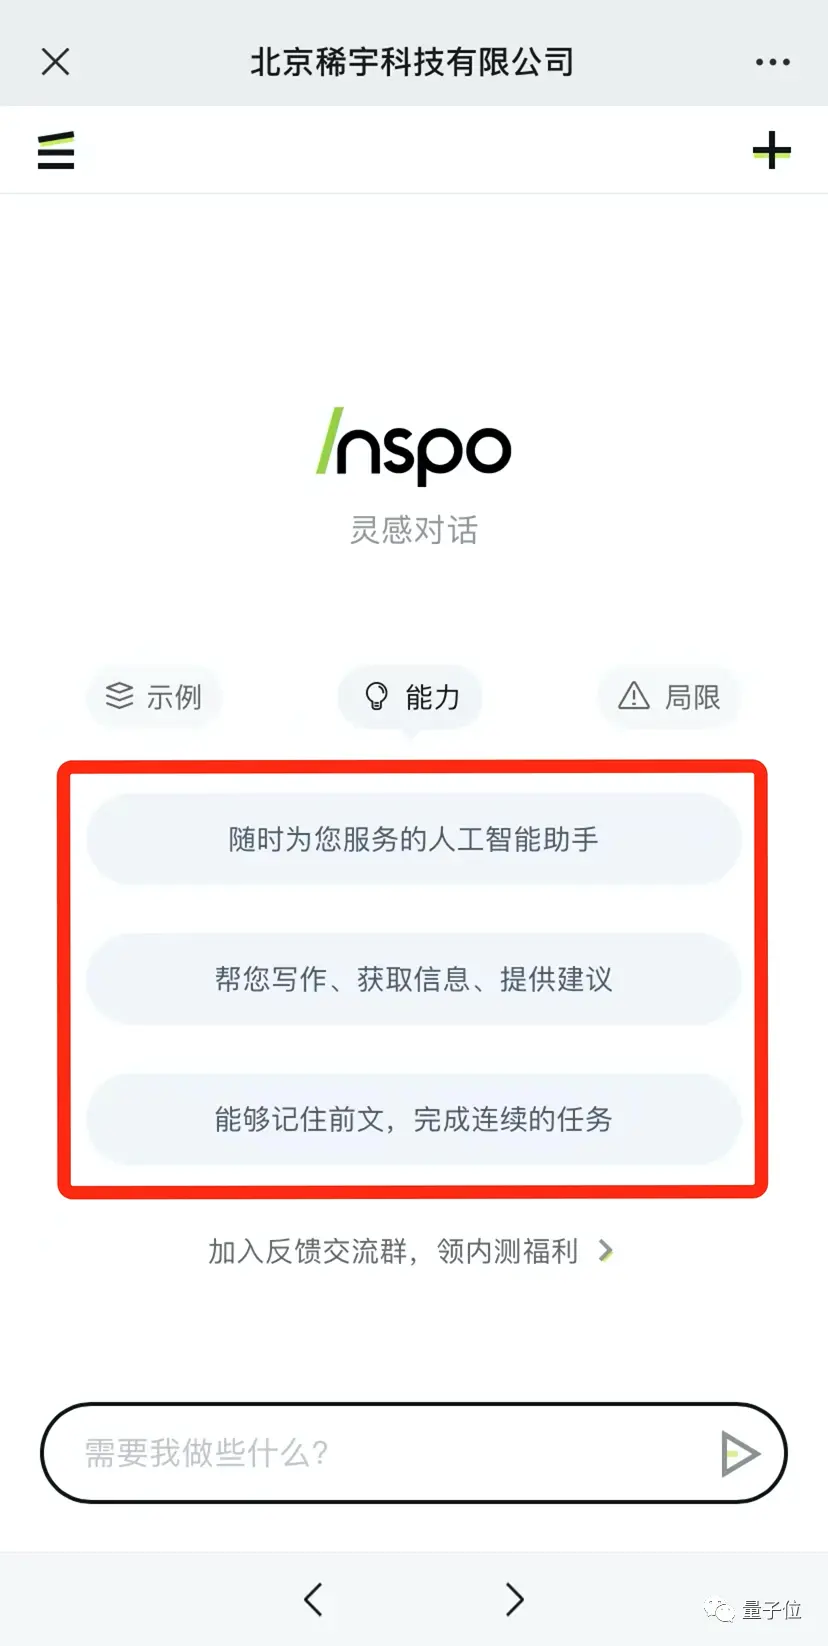 北京稀宇科技有限公司
Inspo
灵感对话
示例
能力
局限
随时为您服务的人工智能助手
帮您写作、获取信息、提供建议
能够记住前文，完成连续的任务
加入反馈交流群，领内测福利
需要我做些什么?
量子位